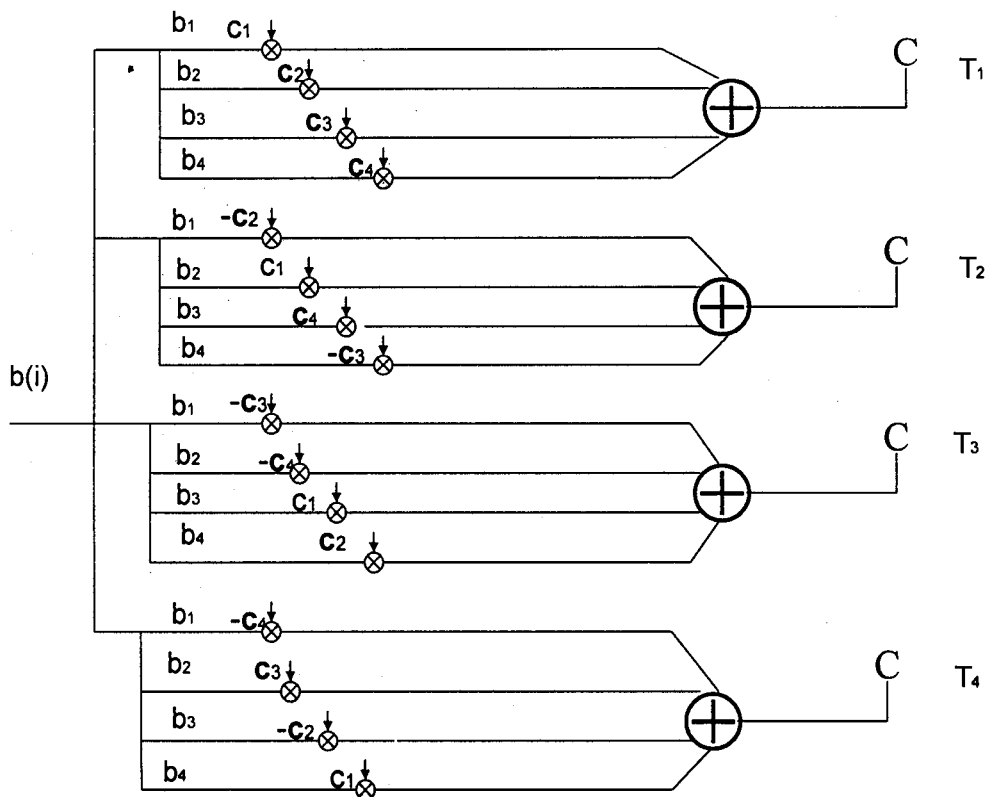 b1 C1
C T1
b2 C2
b3 C3
b4 C4
b1 -C2
C T2
b2 C1
b3 C4
b4 -C3
b(i)
b1 -C3
C T3
b2 -C4
b3 C1
b4 C2
b1 -C4
C T4
b2 C3
b3 -C2
b4 C1